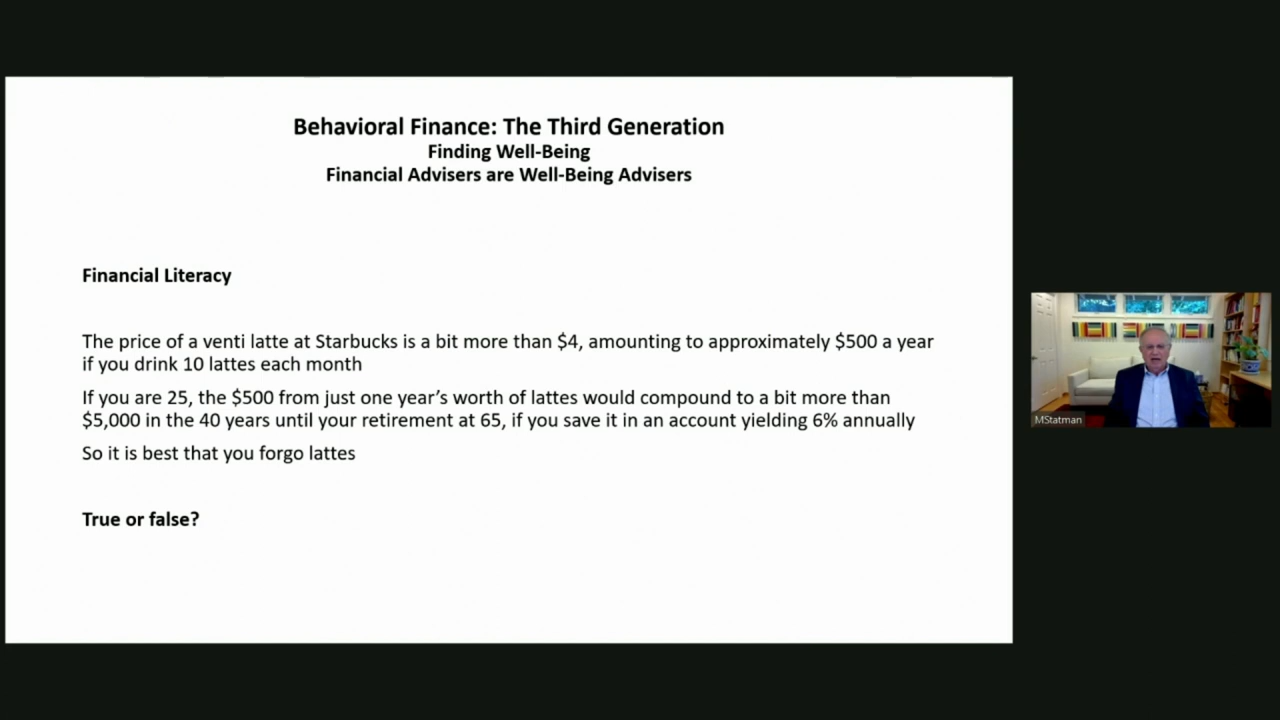 Behavioral Finance: The Third Generation
Finding Well-Being
Financial Advisers are Well-Being Advisers
Financial Literacy
The price of a venti latte at Starbucks is a bit more than $4, amounting to approximately $500 a year
if you drink 10 lattes each month
If you are 25, the $500 from just one year’s worth of lattes would compound to a bit more than
$5,000 in the 40 years until your retirement at 65, if you save it in an account yielding 6% annually
So it is best that you forgo lattes
True or false?
MStatman